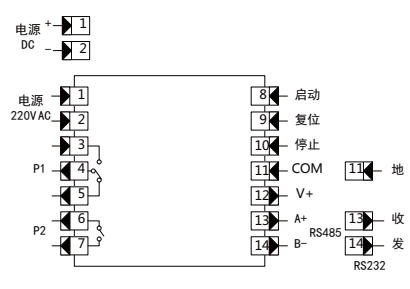 电源 + 1
DC - 2
电源 1 8 启动
220V AC 2 9 复位
3 10 停止
P1 4 11 COM 11 地
5 12 V+
6 13 A+ RS485 13 收
P2 7 14 B- 14 发
RS232